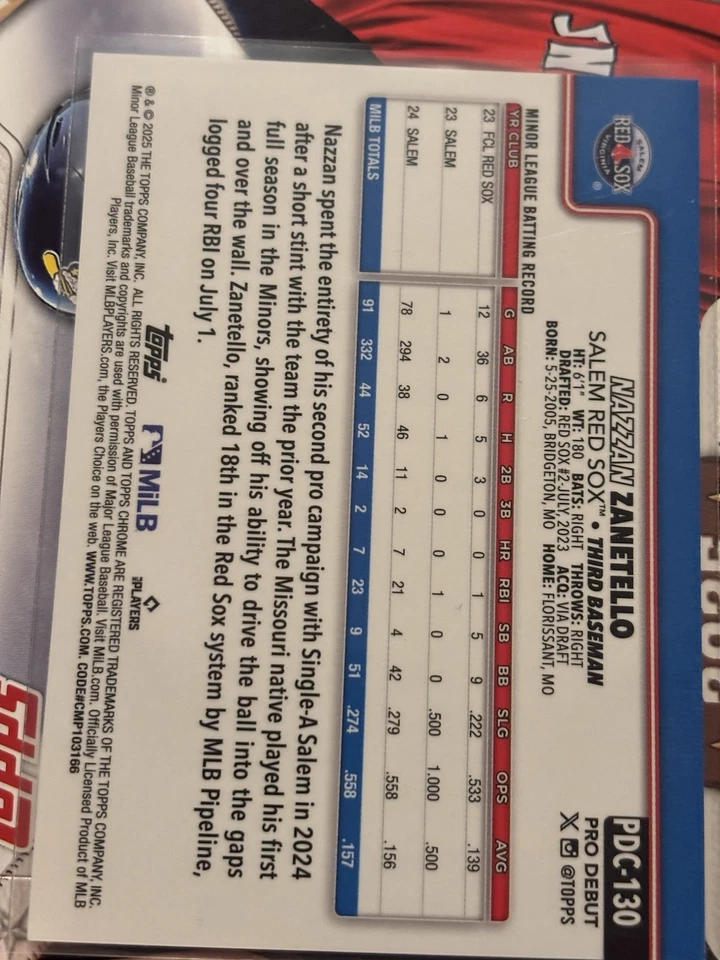 PDC-130
PRO DEBUT
X @TOPPS
SALEM
RED SOX
VIRGINIA
®
NAZZAN ZANETELLO
SALEM RED SOX™ • THIRD BASEMAN
HT: 6'1" WT: 180 BATS: RIGHT THROWS: RIGHT
DRAFTED: RED SOX #2-JULY, 2023 ACQ: VIA DRAFT
BORN: 5-25-2005, BRIDGETON, MO HOME: FLORISSANT, MO
MINOR LEAGUE BATTING RECORD
YR CLUB G AB R H 2B 3B HR RBI SB BB SLG OPS AVG
23 FCL RED SOX 12 36 6 5 3 0 0 1 5 9 .222 .533 .139
23 SALEM 1 2 0 1 0 0 0 1 0 0 .500 1.000 .500
24 SALEM 78 294 38 46 11 2 7 21 4 42 .279 .558 .156
MILB TOTALS 91 332 44 52 14 2 7 23 9 51 .274 .558 .157
Nazzan spent the entirety of his second pro campaign with Single-A Salem in 2024
after a short stint with the team the prior year. The Missouri native played his first
full season in the Minors, showing off his ability to drive the ball into the gaps
and over the wall. Zanetello, ranked 18th in the Red Sox system by MLB Pipeline,
logged four RBI on July 1.
topps MiLB PLAYERS
® & © 2025 THE TOPPS COMPANY, INC. ALL RIGHTS RESERVED. TOPPS AND TOPPS CHROME ARE REGISTERED TRADEMARKS OF THE TOPPS COMPANY, INC.
Minor League Baseball trademarks and copyrights are used with permission of Major League Baseball. Visit MiLB.com. Officially Licensed Product of MLB
Players, Inc. Visit MLBPLAYERS.com, the Players Choice on the web. WWW.TOPPS.COM. CODE#CMP103166